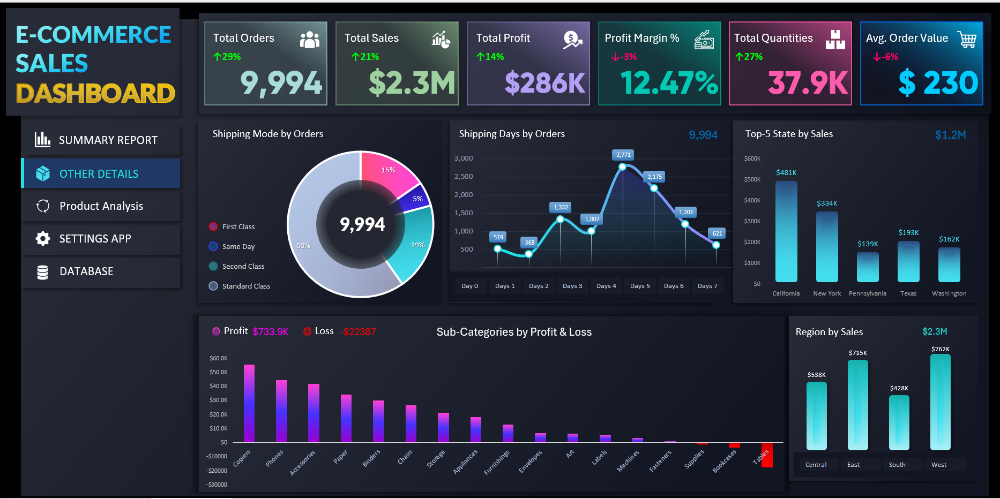 E-COMMERCE
SALES
DASHBOARD
Total Orders
29%
9,994
Total Sales
21%
$2.3M
Total Profit
14%
$286K
Profit Margin %
-3%
12.47%
Total Quantities
27%
37.9K
Avg. Order Value
-6%
$ 230
SUMMARY REPORT
OTHER DETAILS
Product Analysis
SETTINGS APP
DATABASE
Shipping Mode by Orders
15%
5%
19%
60%
9,994
First Class
Same Day
Second Class
Standard Class
Shipping Days by Orders
9,994
3,000
2,500
2,000
1,500
1,000
500
-
519
368
1,332
1,007
2,771
2,175
1,201
621
Day 0
Days 1
Days 2
Days 3
Days 4
Days 5
Days 6
Days 7
Top-5 State by Sales
$1.2M
$600K
$500K
$400K
$300K
$200K
$100K
$0
$481K
$334K
$139K
$193K
$162K
California
New York
Pennsylvania
Texas
Washington
Profit $733.9K
Loss -$22387
Sub-Categories by Profit & Loss
$60.0K
$50.0K
$40.0K
$30.0K
$20.0K
$10.0K
$0
-$10000
-$20000
-$30000
Copiers
Phones
Accessories
Paper
Binders
Chairs
Storage
Appliances
Furnishings
Envelopes
Art
Labels
Machines
Fasteners
Supplies
Bookcases
Tables
Region by Sales
$2.3M
$538K
$715K
$428K
$762K
Central
East
South
West